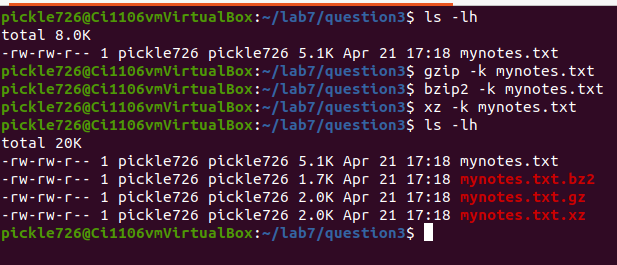 pickle726@Ci1106vmVirtualBox:~/lab7/question3$ ls -lh
total 8.0K
-rw-rw-r-- 1 pickle726 pickle726 5.1K Apr 21 17:18 mynotes.txt
pickle726@Ci1106vmVirtualBox:~/lab7/question3$ gzip -k mynotes.txt
pickle726@Ci1106vmVirtualBox:~/lab7/question3$ bzip2 -k mynotes.txt
pickle726@Ci1106vmVirtualBox:~/lab7/question3$ xz -k mynotes.txt
pickle726@Ci1106vmVirtualBox:~/lab7/question3$ ls -lh
total 20K
-rw-rw-r-- 1 pickle726 pickle726 5.1K Apr 21 17:18 mynotes.txt
-rw-rw-r-- 1 pickle726 pickle726 1.7K Apr 21 17:18 mynotes.txt.bz2
-rw-rw-r-- 1 pickle726 pickle726 2.0K Apr 21 17:18 mynotes.txt.gz
-rw-rw-r-- 1 pickle726 pickle726 2.0K Apr 21 17:18 mynotes.txt.xz
pickle726@Ci1106vmVirtualBox:~/lab7/question3$